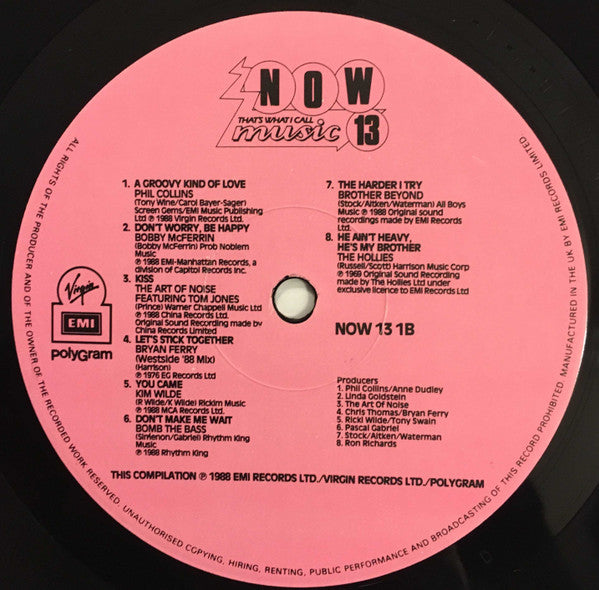 NOW
THAT'S WHAT I CALL
music 13
1. A GROOVY KIND OF LOVE
PHIL COLLINS
(Tony Wine/Carol Bayer-Sager)
Screen Gems/EMI Music Publishing
Ltd ℗ 1988 Virgin Records Ltd.
2. DON'T WORRY, BE HAPPY
BOBBY McFERRIN
(Bobby McFerrin) Prob Noblem
Music
℗ 1988 EMI-Manhattan Records, a
division of Capitol Records Inc.
3. KISS
THE ART OF NOISE
FEATURING TOM JONES
(Prince) Warner Chappell Music Ltd
℗ 1988 China Records Ltd.
Original Sound Recording made by
China Records Limited
4. LET'S STICK TOGETHER
BRYAN FERRY
(Westside '88 Mix)
(Harrison)
℗ 1976 EG Records Ltd
5. YOU CAME
KIM WILDE
(R Wilde/K Wilde) Rickim Music
℗ 1988 MCA Records Ltd.
6. DON'T MAKE ME WAIT
BOMB THE BASS
(Simenon/Gabriel) Rhythm King
Music
℗ 1988 Rhythm King
7. THE HARDER I TRY
BROTHER BEYOND
(Stock/Aitken/Waterman) All Boys
Music ℗ 1988 Original sound
recordings made by EMI Records
Ltd.
8. HE AIN'T HEAVY,
HE'S MY BROTHER
THE HOLLIES
(Russell/Scott) Harrison Music Corp
℗ 1969 Original Sound Recording
made by The Hollies Ltd under
exclusive licence to EMI Records Ltd
Virgin
EMI
polyGram
NOW 13 1B
Producers
1. Phil Collins/Anne Dudley
2. Linda Goldstein
3. The Art Of Noise
4. Chris Thomas/Bryan Ferry
5. Ricki Wilde/Tony Swain
6. Pascal Gabriel
7. Stock/Aitken/Waterman
8. Ron Richards
THIS COMPILATION ℗ 1988 EMI RECORDS LTD./VIRGIN RECORDS LTD./POLYGRAM
ALL RIGHTS OF THE PRODUCER AND OF THE OWNER OF THE RECORDED WORK RESERVED. UNAUTHORISED COPYING, HIRING, RENTING, PUBLIC PERFORMANCE AND BROADCASTING OF THIS RECORD PROHIBITED. MANUFACTURED IN THE UK BY EMI RECORDS LIMITED.